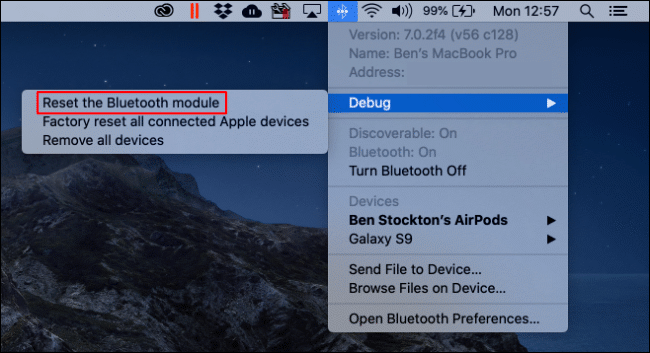 99% Mon 12:57
Version: 7.0.2f4 (v56 c128)
Name: Ben's MacBook Pro
Address:
Debug
Reset the Bluetooth module
Factory reset all connected Apple devices
Remove all devices
Discoverable: On
Bluetooth: On
Turn Bluetooth Off
Devices
Ben Stockton's AirPods
Galaxy S9
Send File to Device...
Browse Files on Device...
Open Bluetooth Preferences...